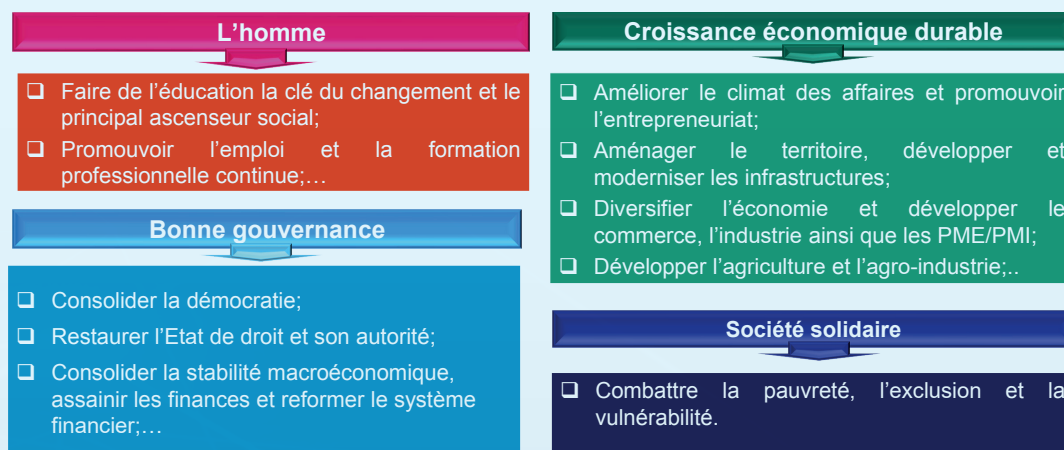 L’homme
❑ Faire de l’éducation la clé du changement et le
principal ascenseur social;
❑ Promouvoir l’emploi et la formation
professionnelle continue;…
Bonne gouvernance
❑ Consolider la démocratie;
❑ Restaurer l’Etat de droit et son autorité;
❑ Consolider la stabilité macroéconomique,
assainir les finances et reformer le système
financier;…
Croissance économique durable
❑ Améliorer le climat des affaires et promouvoir
l’entrepreneuriat;
❑ Aménager le territoire, développer et
moderniser les infrastructures;
❑ Diversifier l’économie et développer le
commerce, l’industrie ainsi que les PME/PMI;
❑ Développer l’agriculture et l’agro-industrie;..
Société solidaire
❑ Combattre la pauvreté, l’exclusion et la
vulnérabilité.